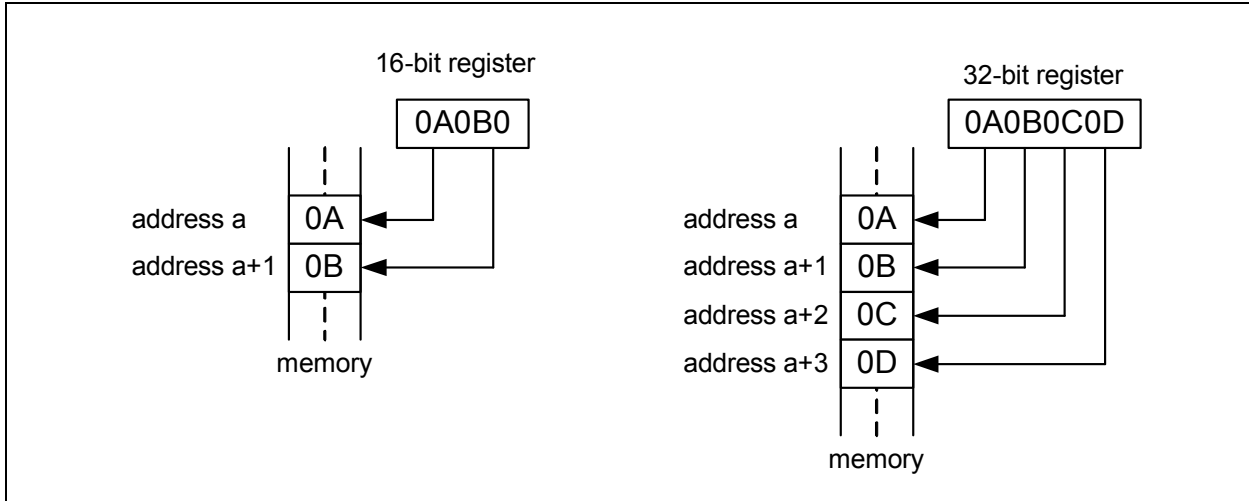 16-bit register
0A0B0
address a
0A
address a+1
0B
memory
32-bit register
0A0B0C0D
address a
0A
address a+1
0B
address a+2
0C
address a+3
0D
memory